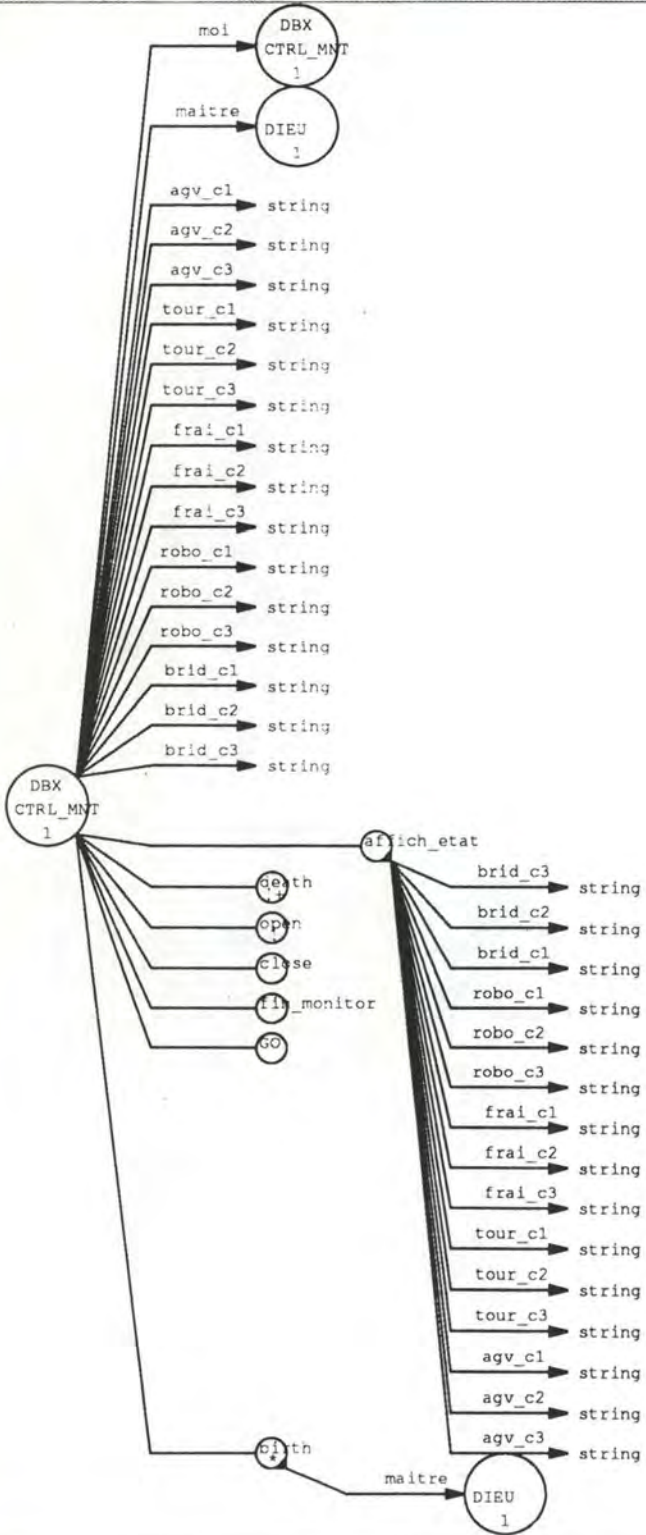 moi
DBX
CTRL_MNT
1
maitre
DIEU
1
agv_c1 string
agv_c2 string
agv_c3 string
tour_c1 string
tour_c2 string
tour_c3 string
frai_c1 string
frai_c2 string
frai_c3 string
robo_c1 string
robo_c2 string
robo_c3 string
brid_c1 string
brid_c2 string
brid_c3 string
DBX
CTRL_MNT
1
affich_etat
death
open
close
fin_monitor
GO
brid_c3 string
brid_c2 string
brid_c1 string
robo_c1 string
robo_c2 string
robo_c3 string
frai_c1 string
frai_c2 string
frai_c3 string
tour_c1 string
tour_c2 string
tour_c3 string
agv_c1 string
agv_c2 string
agv_c3 string
birth
*
maitre
DIEU
1